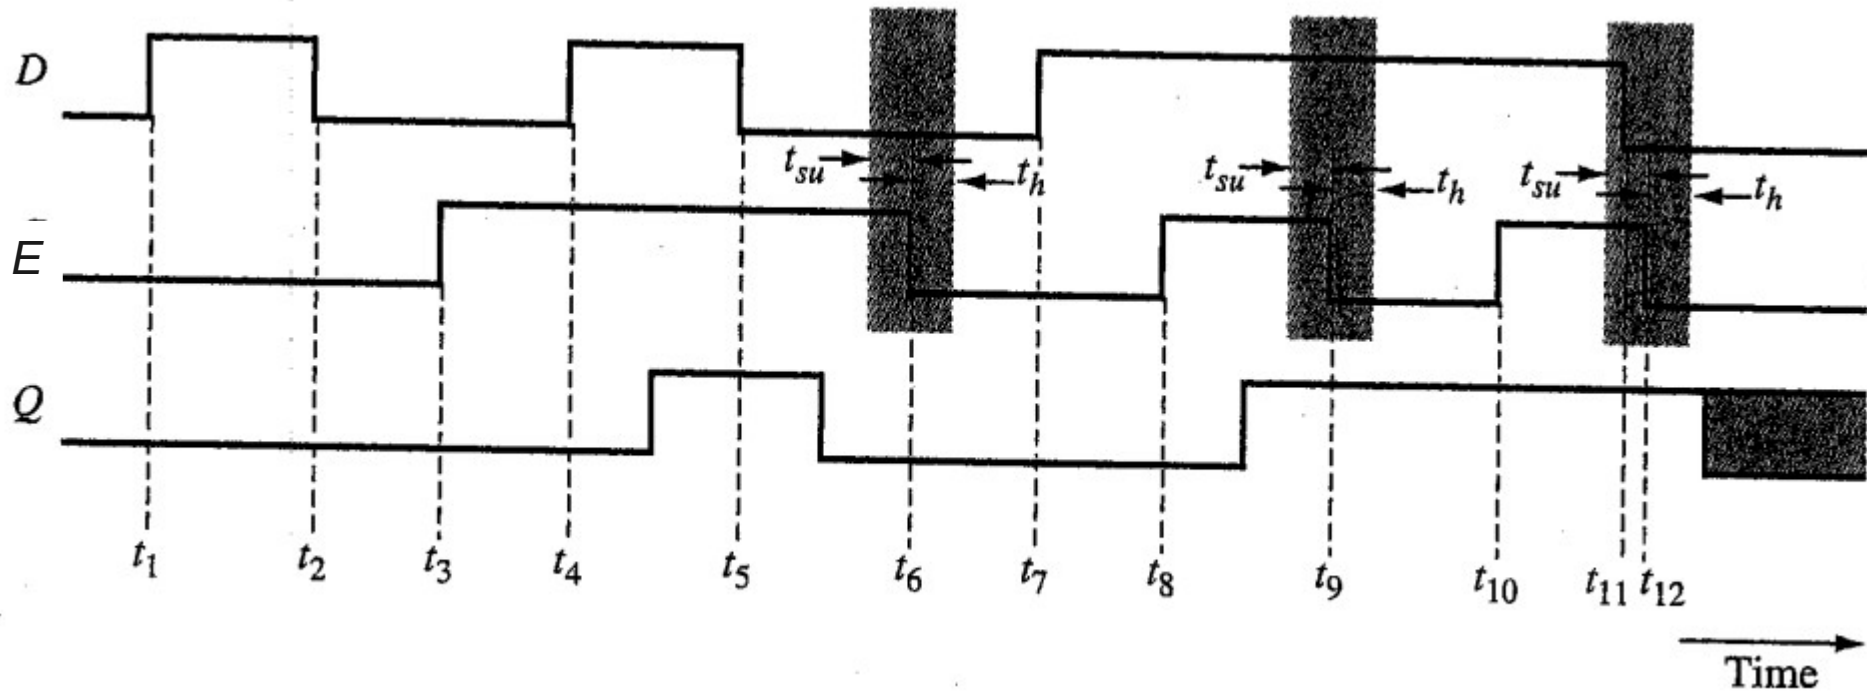 D
t_su t_h t_su t_h t_su t_h
E
Q
t_1 t_2 t_3 t_4 t_5 t_6 t_7 t_8 t_9 t_10 t_11 t_12
Time